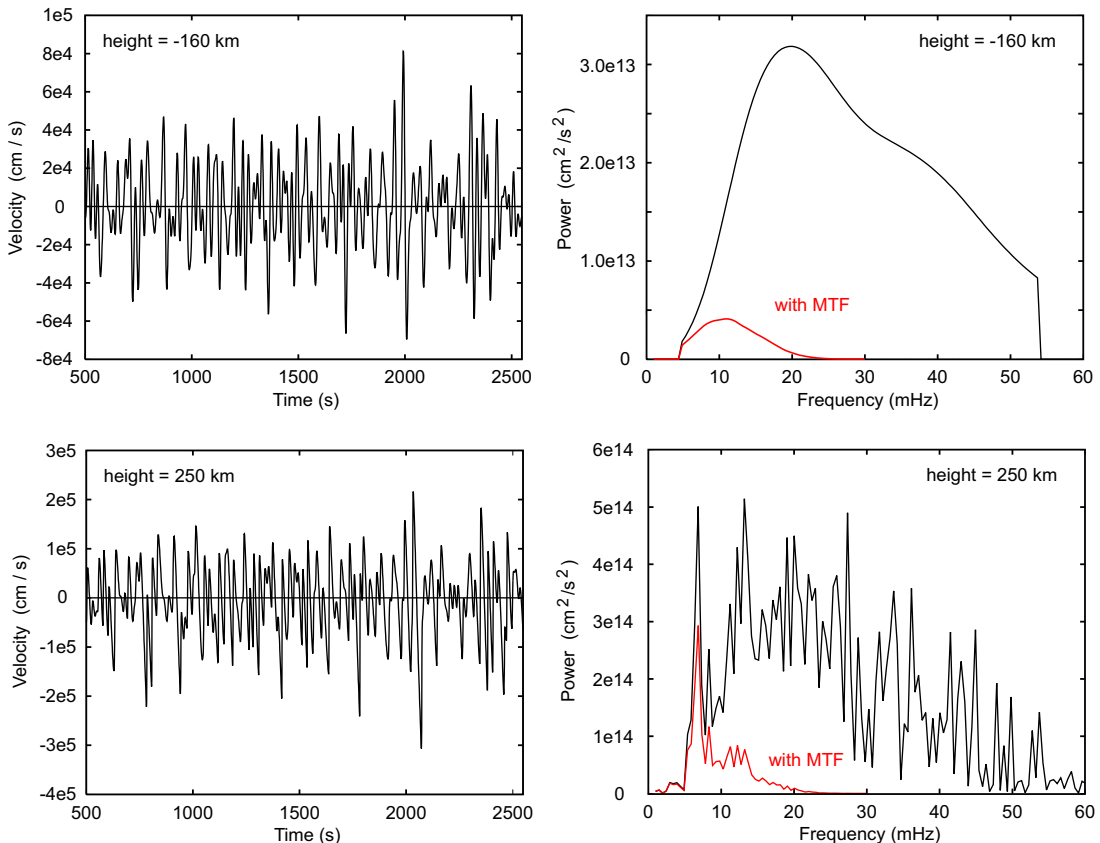 height = -160 km
Velocity (cm / s)
1e5
8e4
6e4
4e4
2e4
0
-2e4
-4e4
-6e4
-8e4
500 1000 1500 2000 2500
Time (s)
height = -160 km
Power (cm²/s²)
3.0e13
2.0e13
1.0e13
0
with MTF
0 10 20 30 40 50 60
Frequency (mHz)
height = 250 km
Velocity (cm / s)
3e5
2e5
1e5
0
-1e5
-2e5
-3e5
-4e5
500 1000 1500 2000 2500
Time (s)
height = 250 km
Power (cm²/s²)
6e14
5e14
4e14
3e14
2e14
1e14
0
with MTF
0 10 20 30 40 50 60
Frequency (mHz)